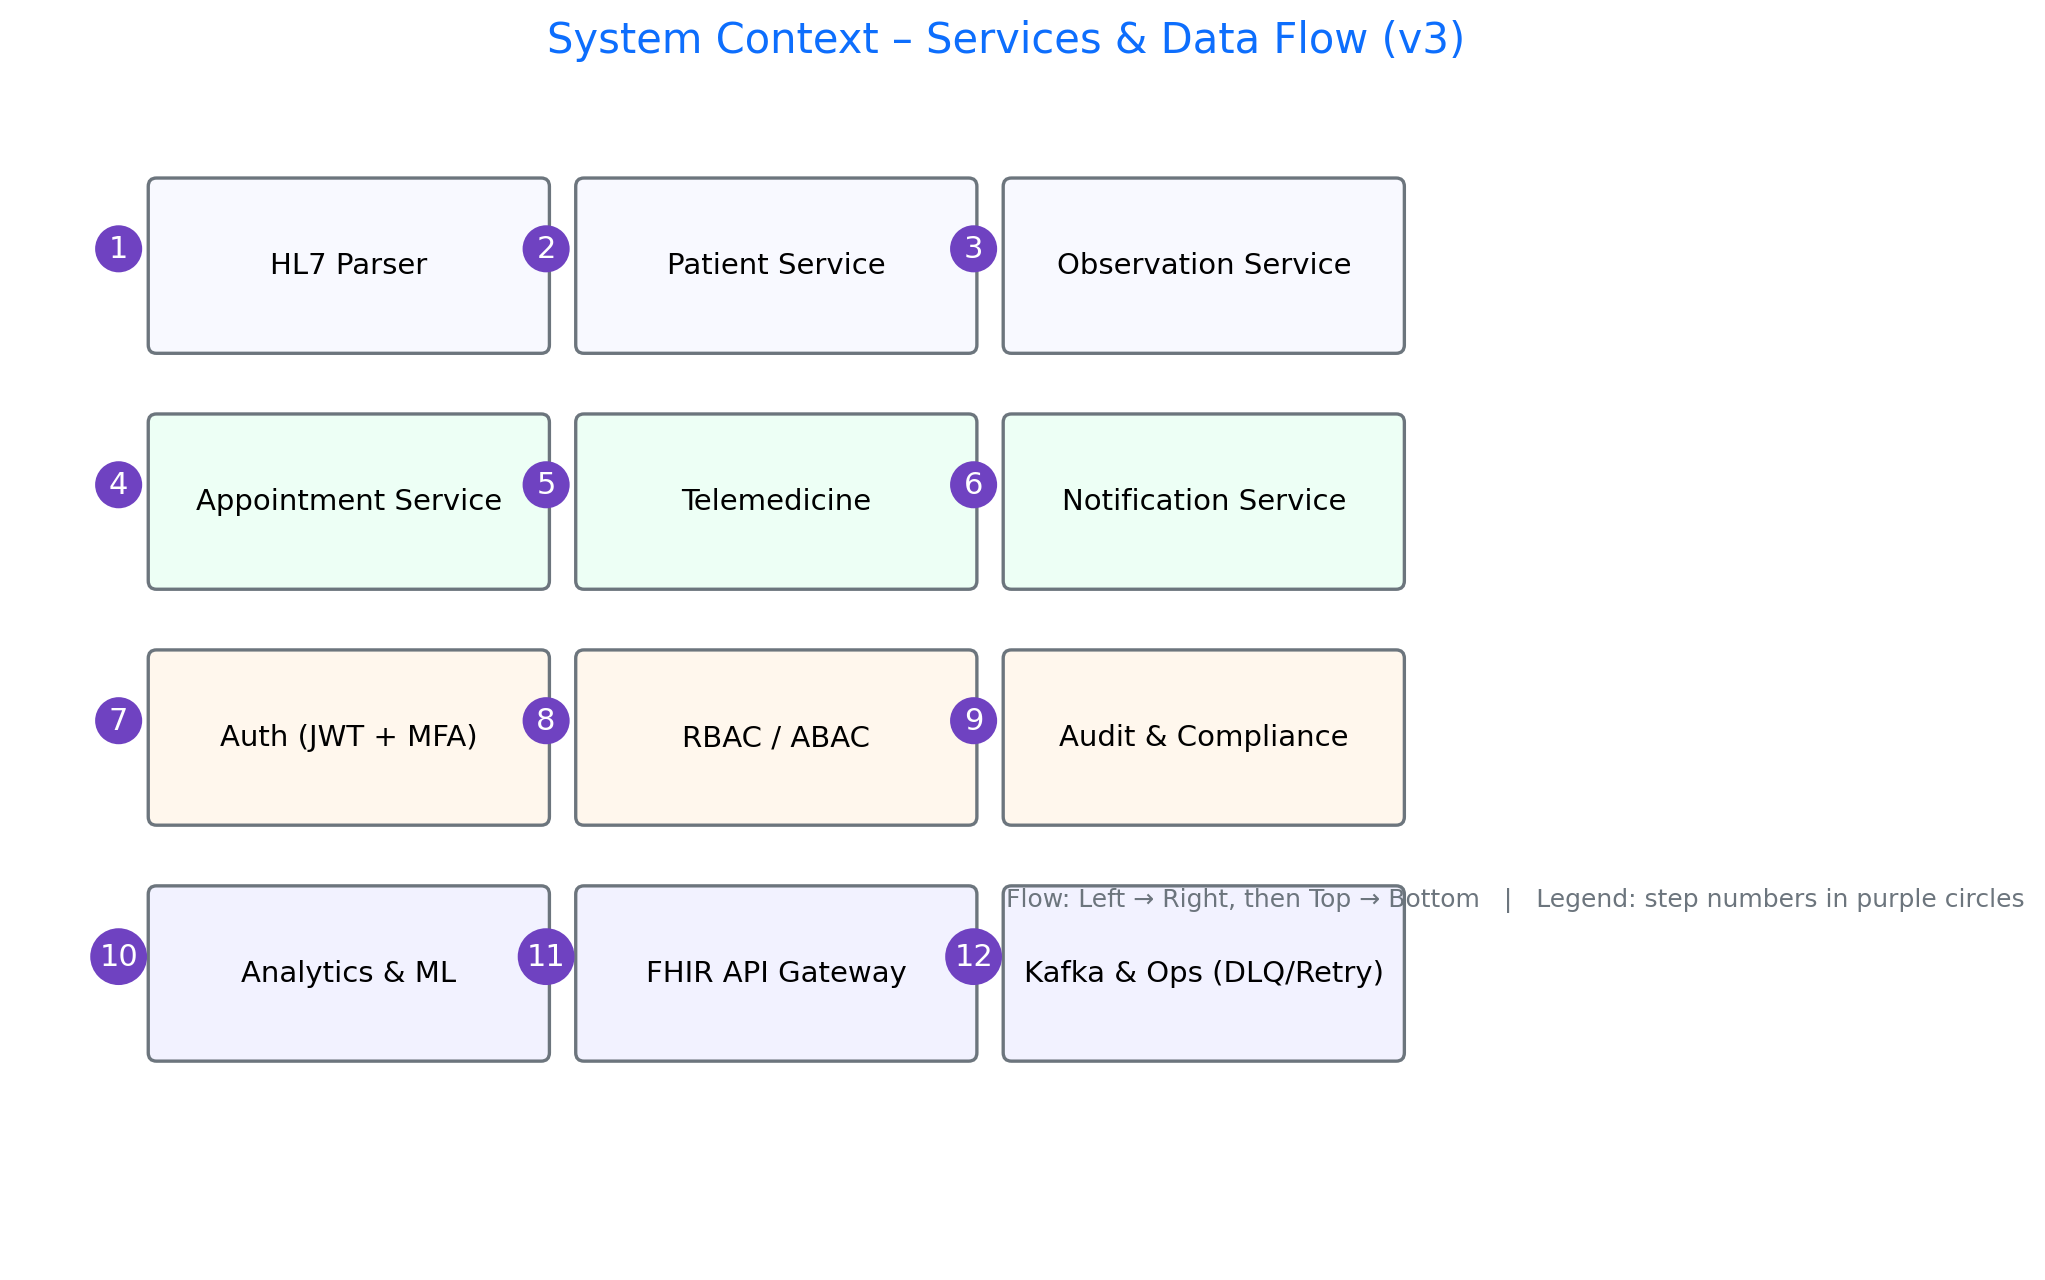 System Context – Services & Data Flow (v3)
1
HL7 Parser
2
Patient Service
3
Observation Service
4
Appointment Service
5
Telemedicine
6
Notification Service
7
Auth (JWT + MFA)
8
RBAC / ABAC
9
Audit & Compliance
Flow: Left → Right, then Top → Bottom | Legend: step numbers in purple circles
10
Analytics & ML
11
FHIR API Gateway
12
Kafka & Ops (DLQ/Retry)